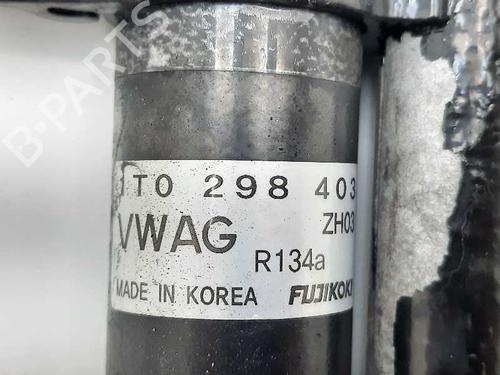 1T0 298 403
VWAG ZH03
R134a
MADE IN KOREA FUJIKOKI
B-PARTS